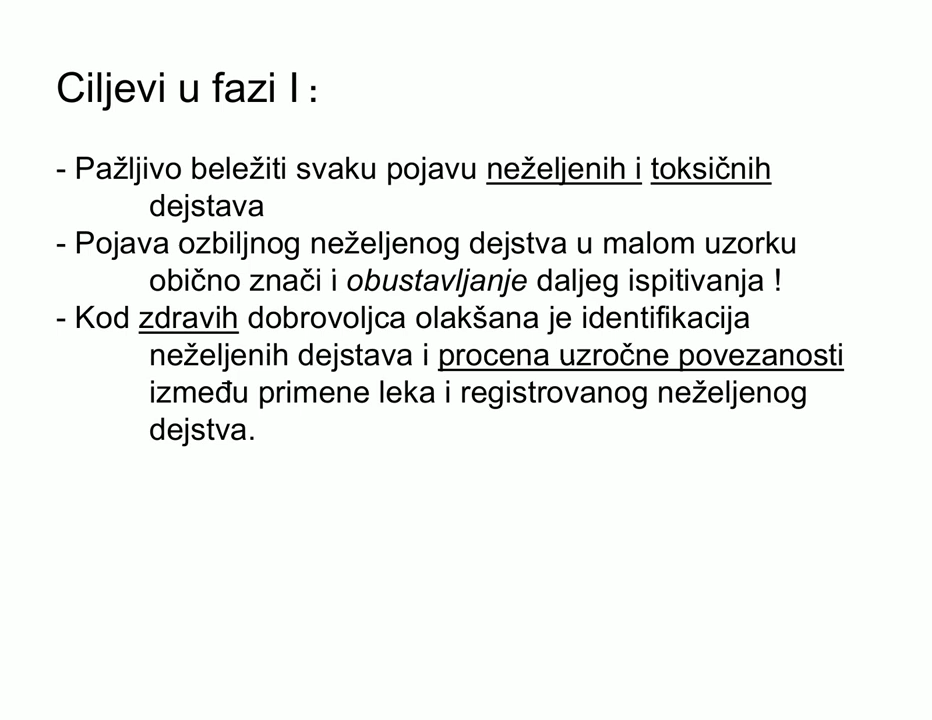 Ciljevi u fazi I :
- Pažljivo beležiti svaku pojavu neželjenih i toksičnih
dejstava
- Pojava ozbiljnog neželjenog dejstva u malom uzorku
obično znači i obustavljanje daljeg ispitivanja !
- Kod zdravih dobrovoljca olakšana je identifikacija
neželjenih dejstava i procena uzročne povezanosti
između primene leka i registrovanog neželjenog
dejstva.